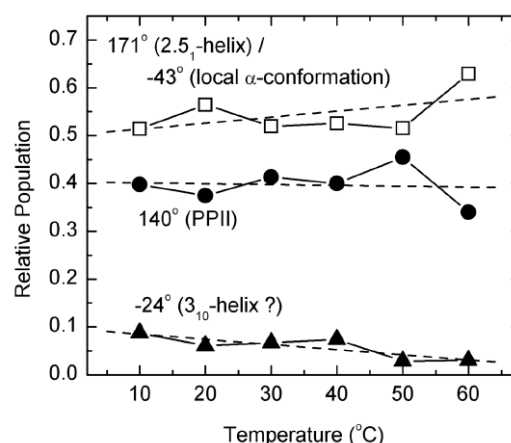 0.7
171° (2.5₁-helix) /
-43° (local α-conformation)
0.6
0.5
0.4
140° (PPII)
0.3
0.2
-24° (3₁₀-helix ?)
0.1
0.0
10 20 30 40 50 60
Temperature (°C)
Relative Population